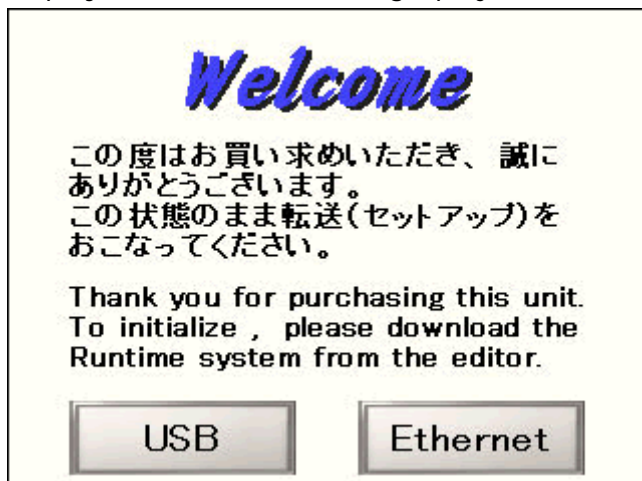 Welcome
この度はお買い求めいただき、誠に
ありがとうございます。
この状態のまま転送(セットアップ)を
おこなってください。
Thank you for purchasing this unit.
To initialize , please download the
Runtime system from the editor.
USB
Ethernet